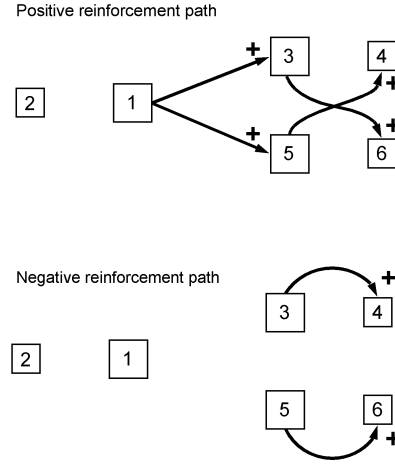 Positive reinforcement path
+ 3 4
+
2 1
+ 5 + 6
Negative reinforcement path
+
3 4
2 1
5 6
+